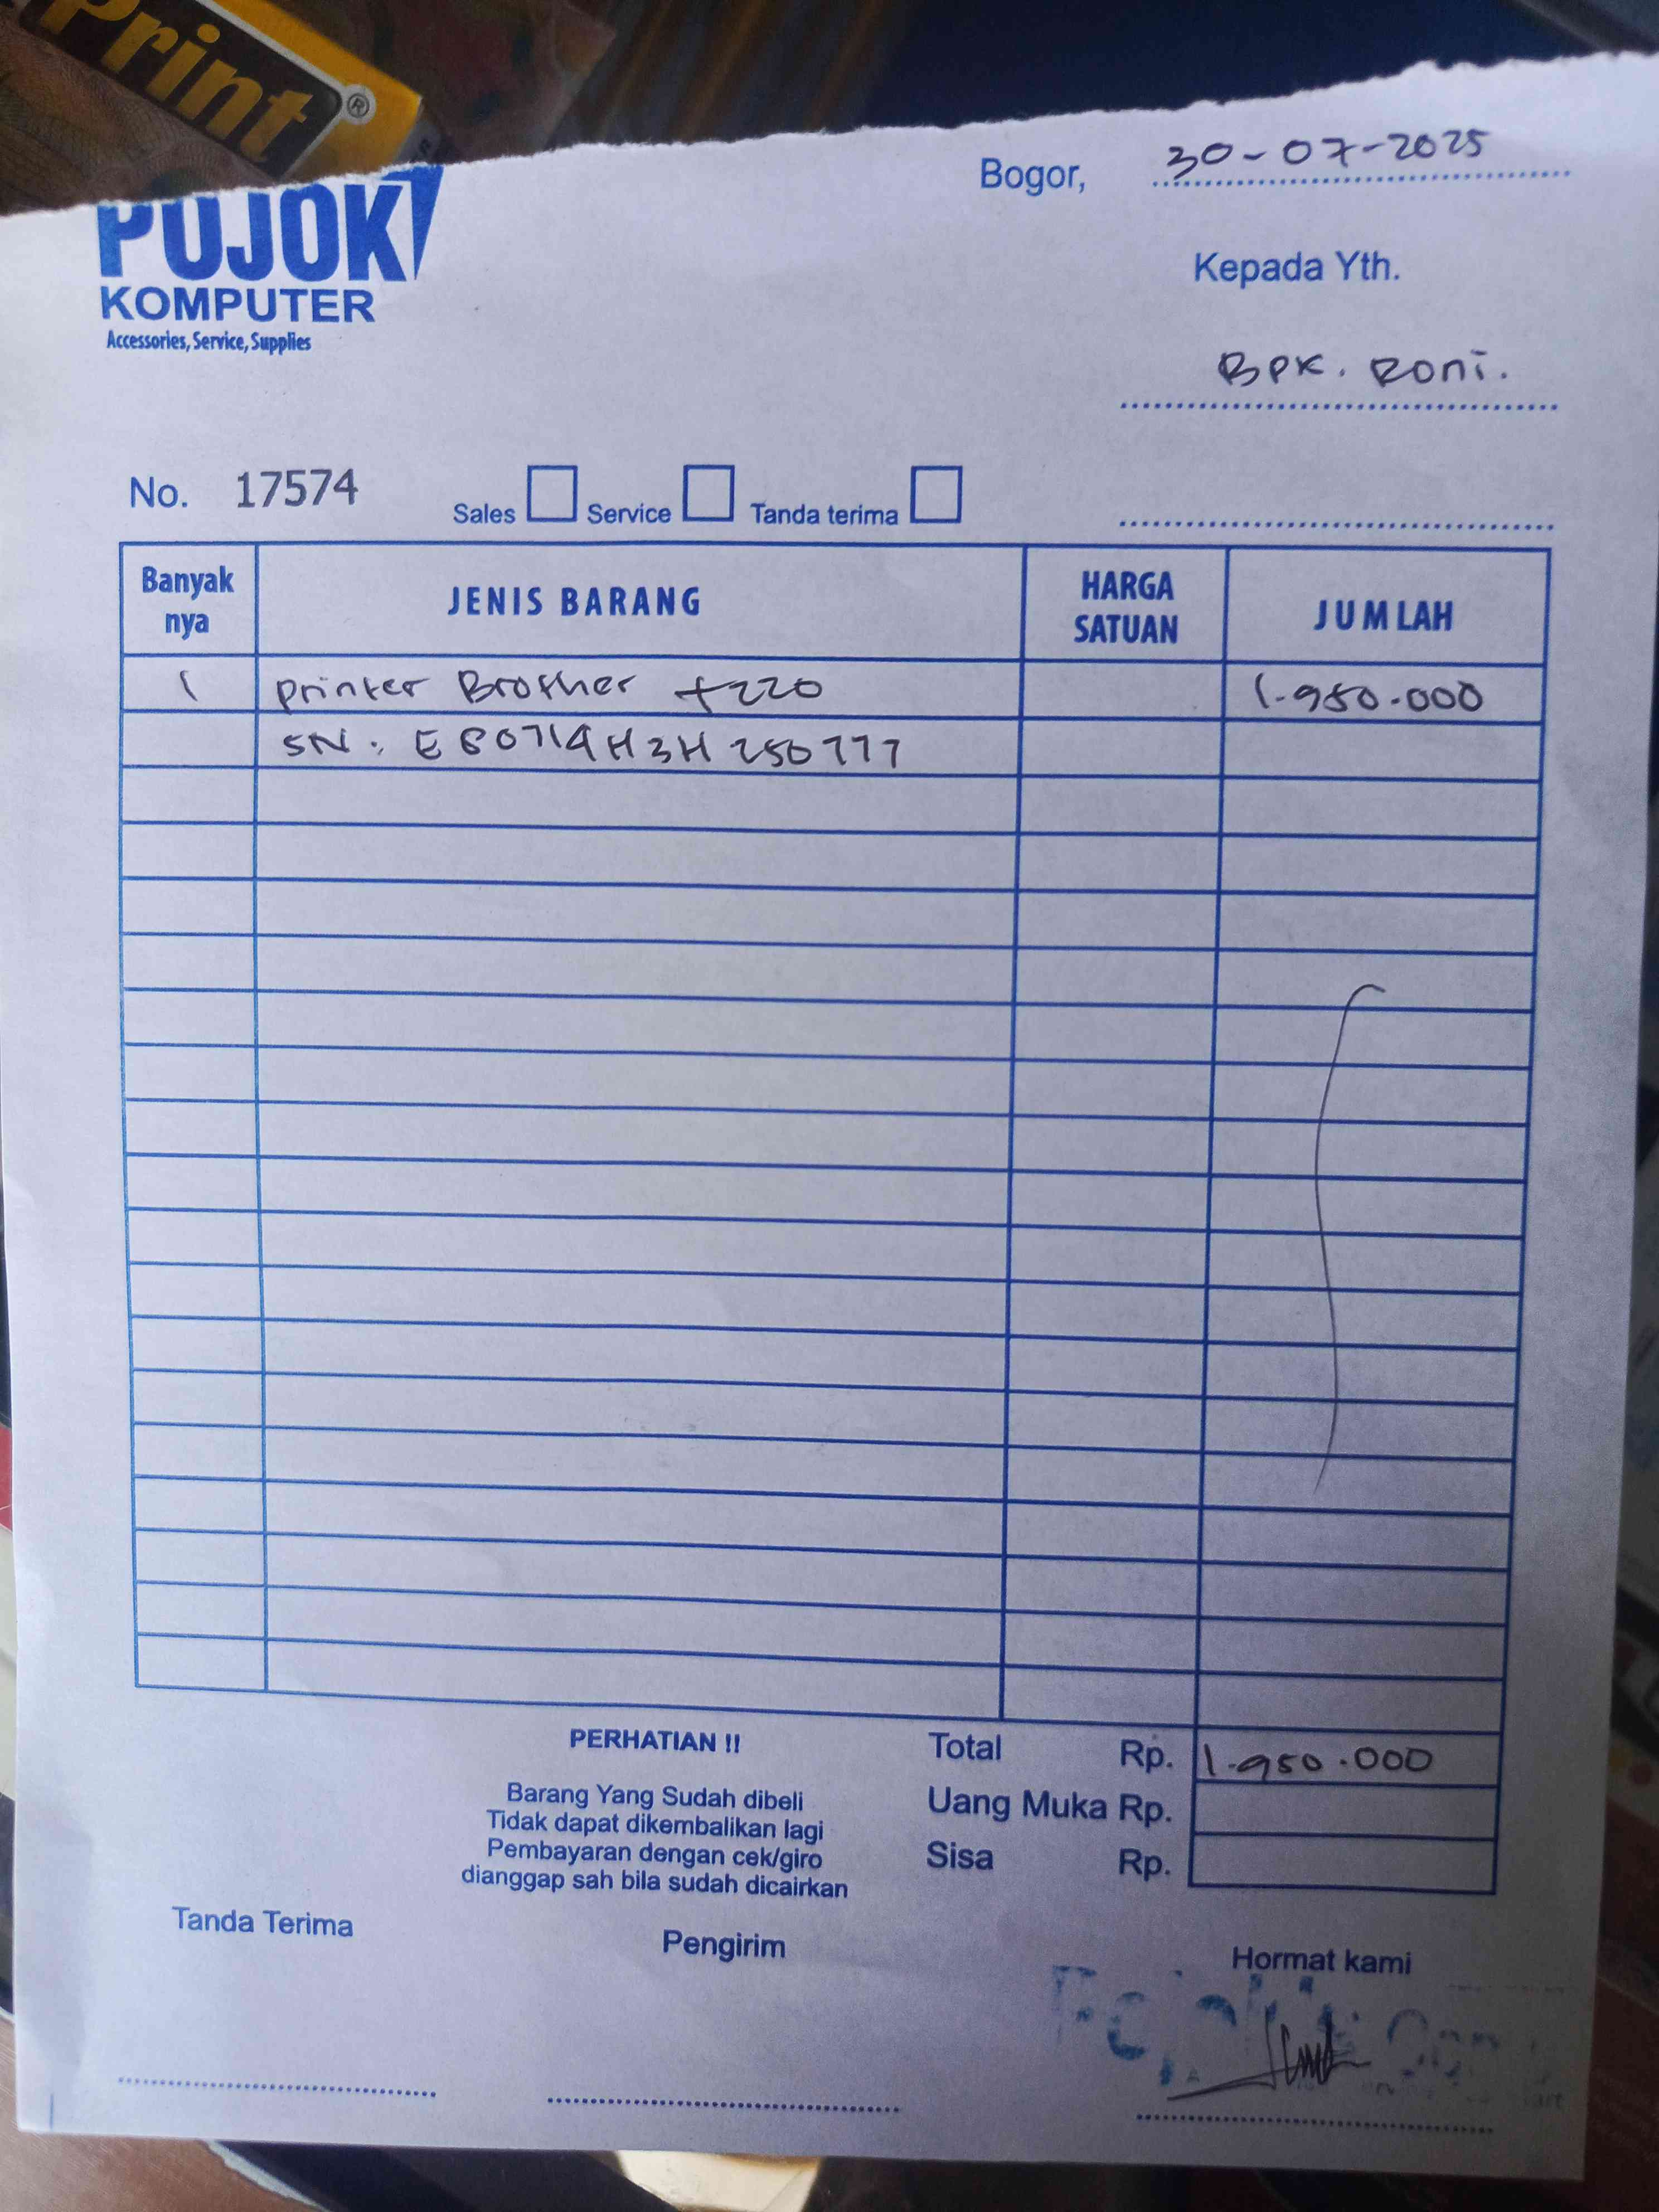 Print®
Bogor, 30-07-2025
POJOK
KOMPUTER
Accessories, Service, Supplies
Kepada Yth.
BPK. Roni.
No. 17574
Sales Service Tanda terima
Banyak nya JENIS BARANG HARGA SATUAN JUMLAH
1 printer Brother t220 1.950.000
SN: E80714H3H250777
PERHATIAN !!
Barang Yang Sudah dibeli
Tidak dapat dikembalikan lagi
Pembayaran dengan cek/giro
dianggap sah bila sudah dicairkan
Total Rp. 1.950.000
Uang Muka Rp.
Sisa Rp.
Tanda Terima
Pengirim
Hormat kami